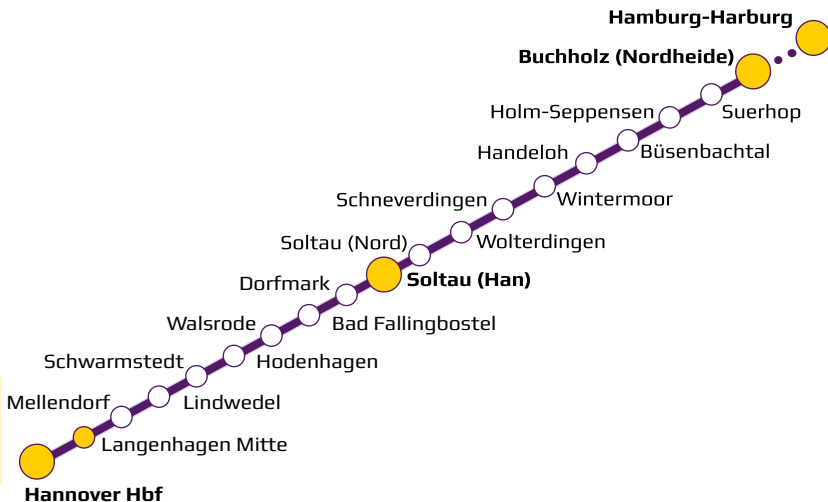 Hamburg-Harburg
Buchholz (Nordheide)
Suerhop
Holm-Seppensen
Büsenbachtal
Handeloh
Wintermoor
Schneverdingen
Wolterdingen
Soltau (Nord)
Soltau (Han)
Dorfmark
Bad Fallingbostel
Walsrode
Hodenhagen
Schwarmstedt
Lindwedel
Mellendorf
Langenhagen Mitte
Hannover Hbf